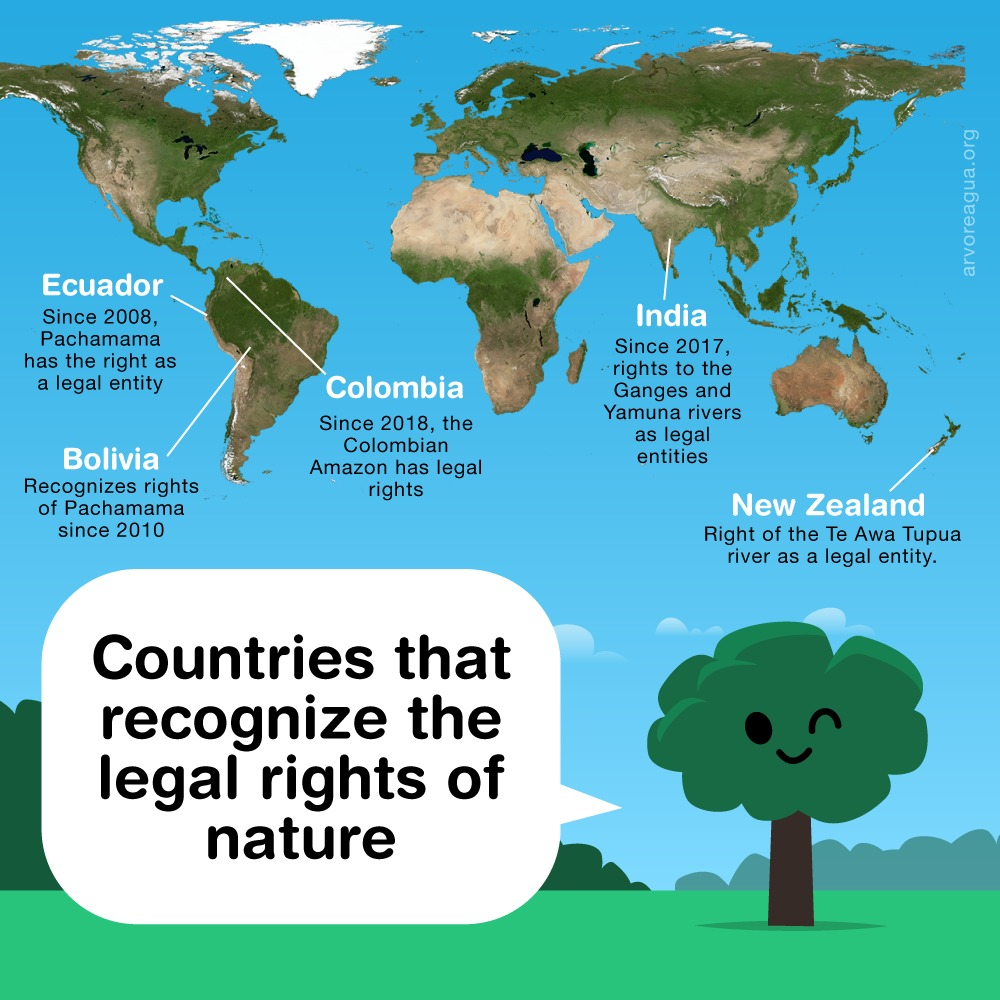 arvoreagua.org
Ecuador
Since 2008,
Pachamama
has the right as
a legal entity
Colombia
Since 2018, the
Colombian
Amazon has legal
rights
Bolivia
Recognizes rights
of Pachamama
since 2010
India
Since 2017,
rights to the
Ganges and
Yamuna rivers
as legal
entities
New Zealand
Right of the Te Awa Tupua
river as a legal entity.
Countries that
recognize the
legal rights of
nature